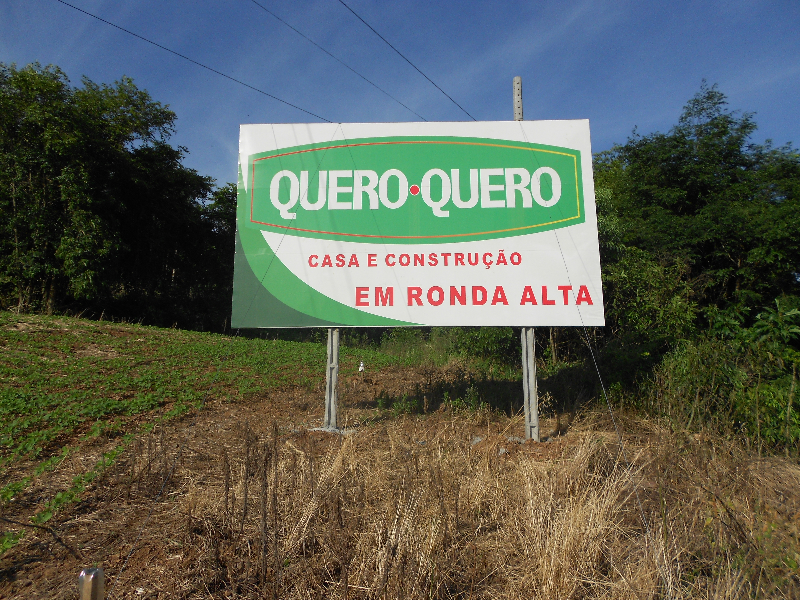 QUERO•QUERO
CASA E CONSTRUÇÃO
EM RONDA ALTA